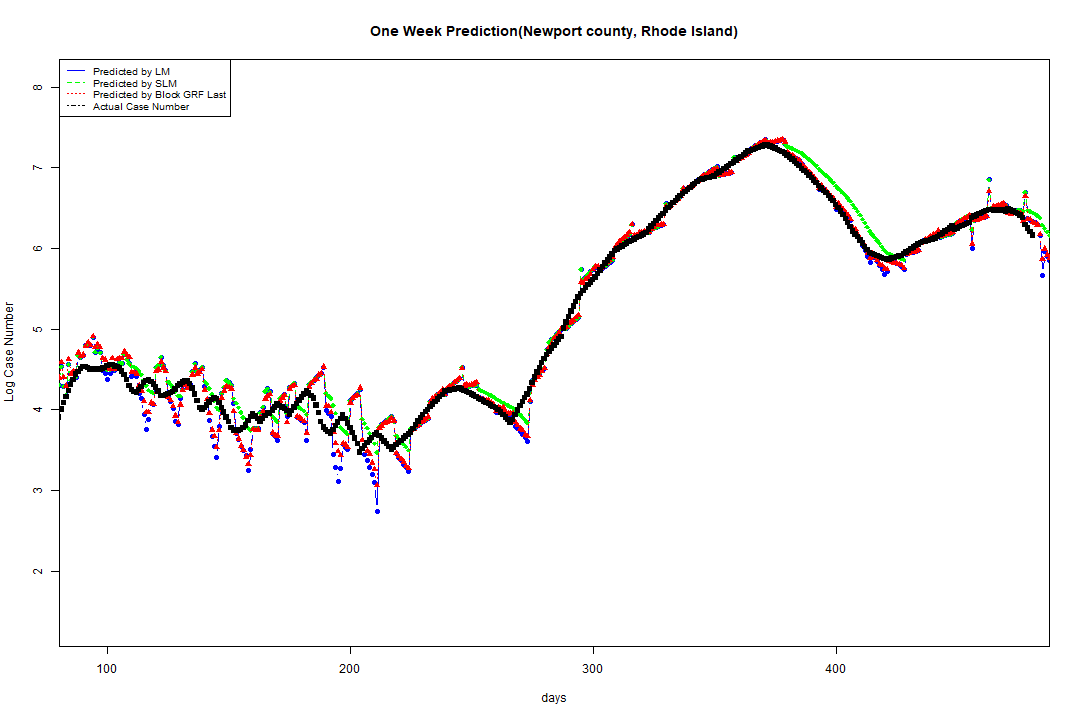 One Week Prediction(Newport county, Rhode Island)
Predicted by LM
Predicted by SLM
Predicted by Block GRF Last
Actual Case Number
8
7
6
5
4
3
2
Log Case Number
100 200 300 400
days